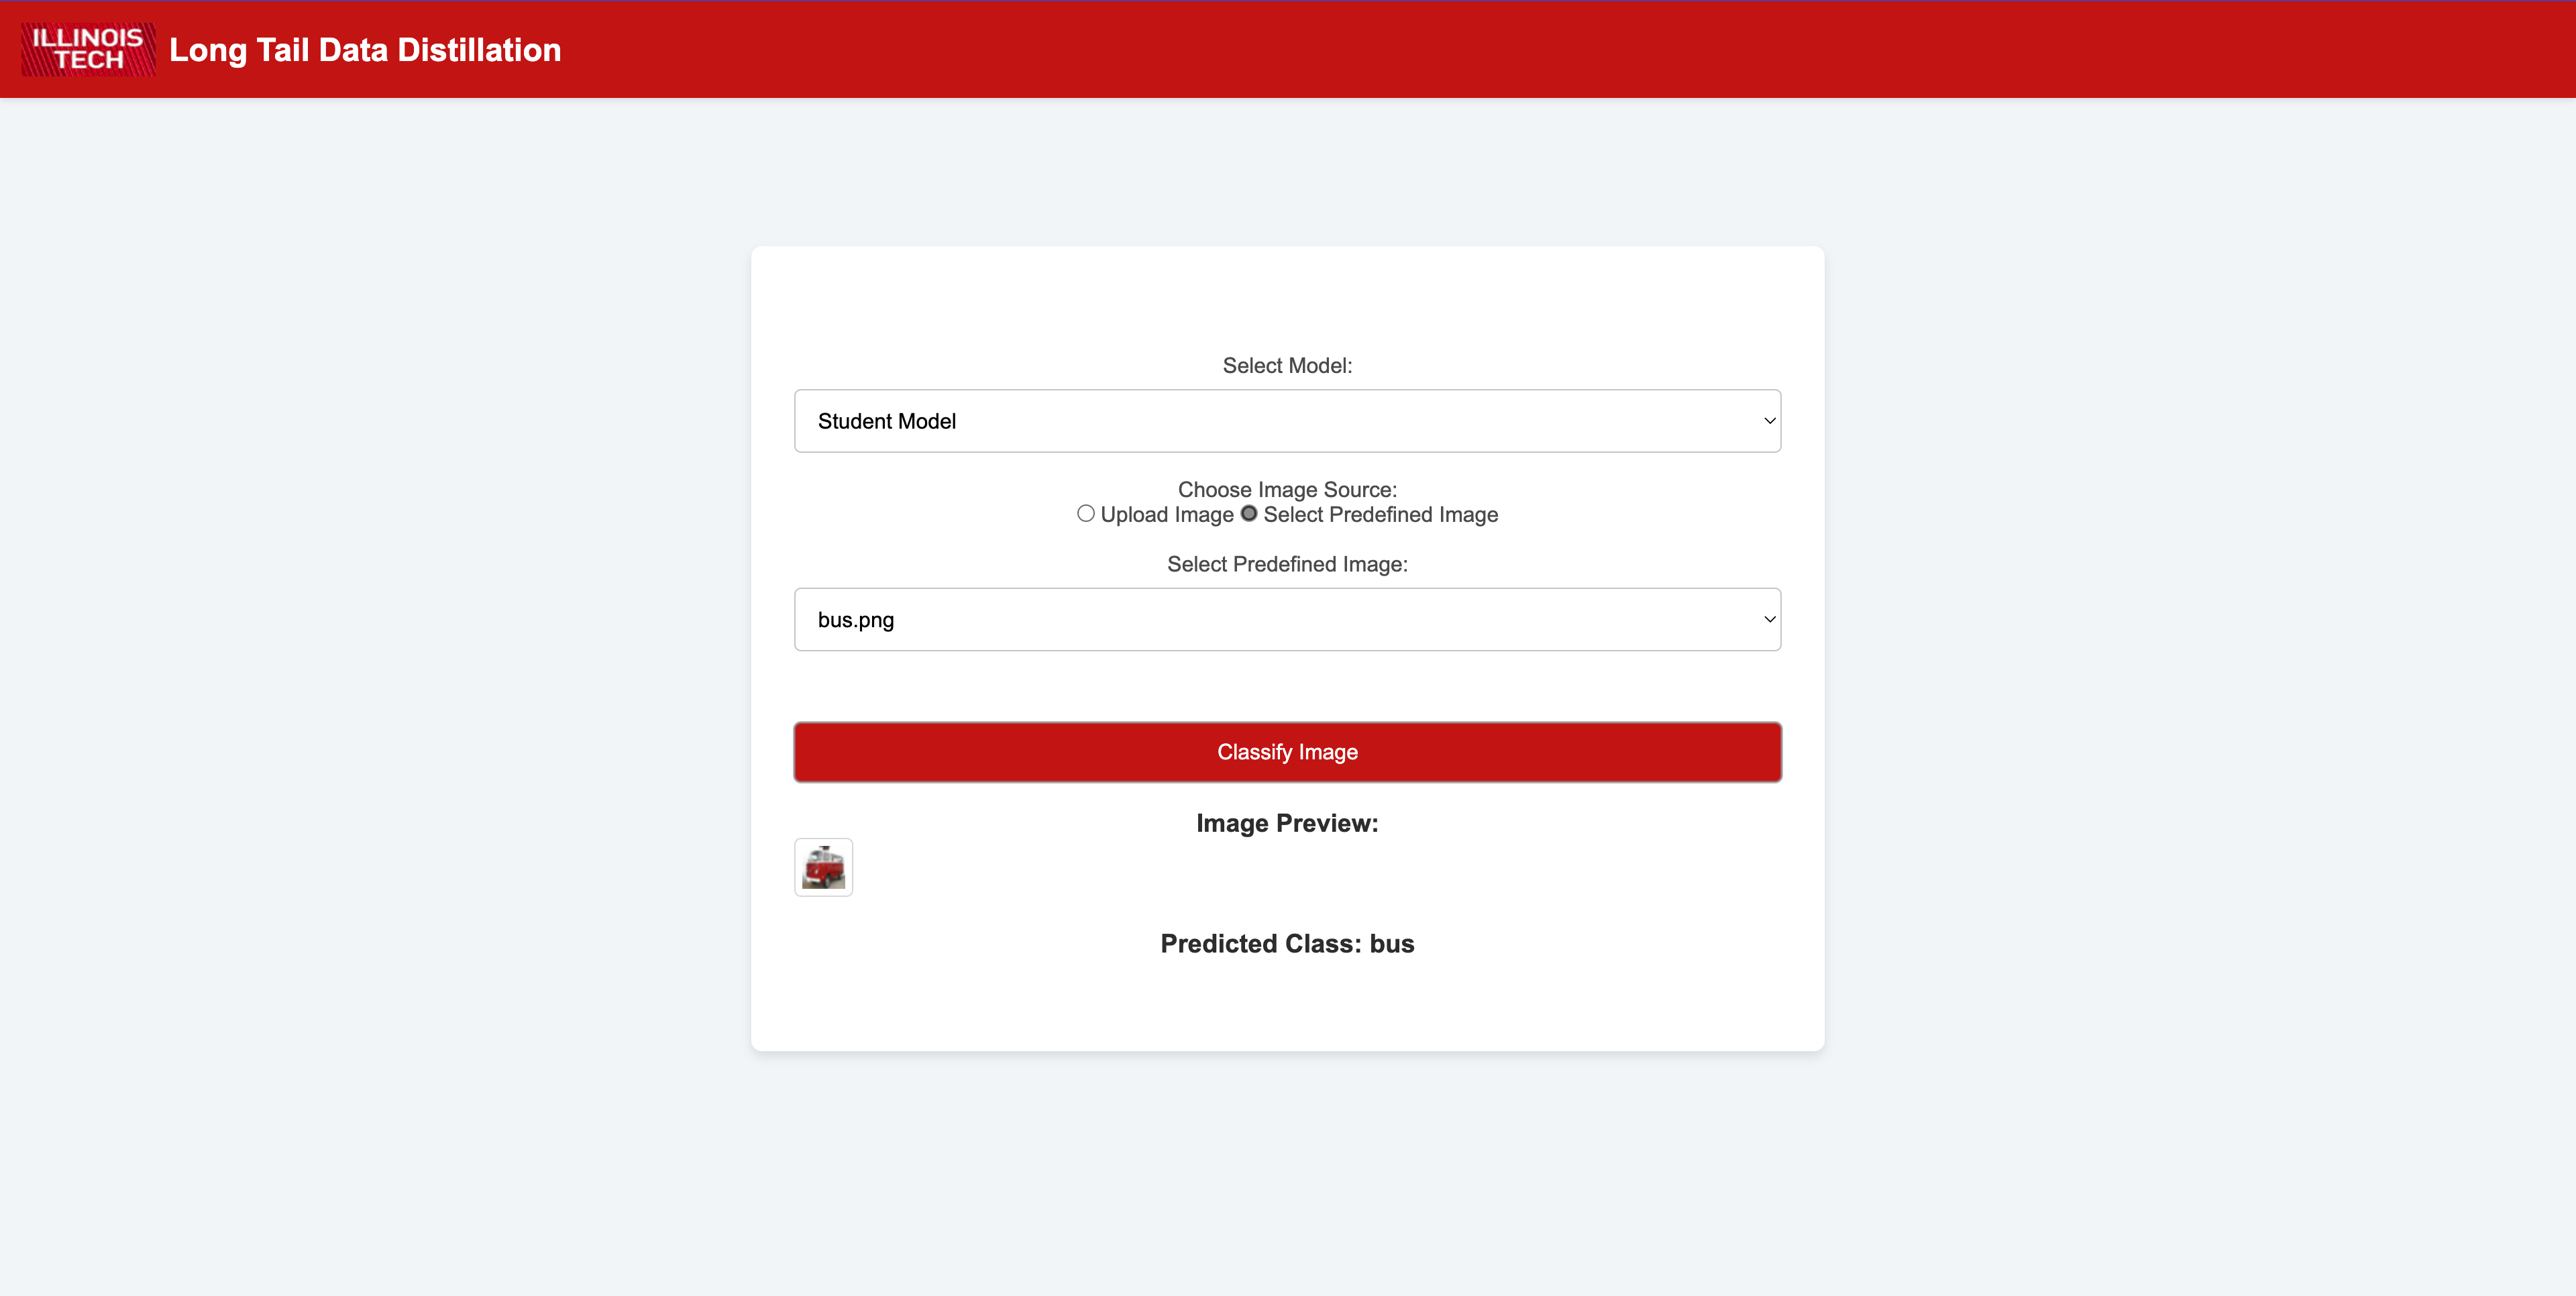 ILLINOIS
TECH
Long Tail Data Distillation
Select Model:
Student Model
Choose Image Source:
Upload Image Select Predefined Image
Select Predefined Image:
bus.png
Classify Image
Image Preview:
Predicted Class: bus